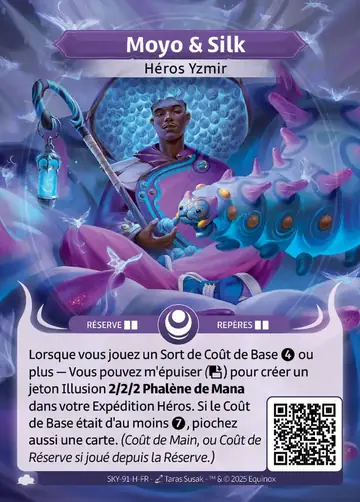 Moyo & Silk
Héros Yzmir
RÉSERVE
REPÈRES
Lorsque vous jouez un Sort de Coût de Base 4 ou
plus — Vous pouvez m'épuiser () pour créer un
jeton Illusion 2/2/2 Phalène de Mana
dans votre Expédition Héros. Si le Coût
de Base était d'au moins 7, piochez
aussi une carte. (Coût de Main, ou Coût de
Réserve si joué depuis la Réserve.)
SKY-91-H-FR - Taras Susak - ™ & © 2025 Equinox